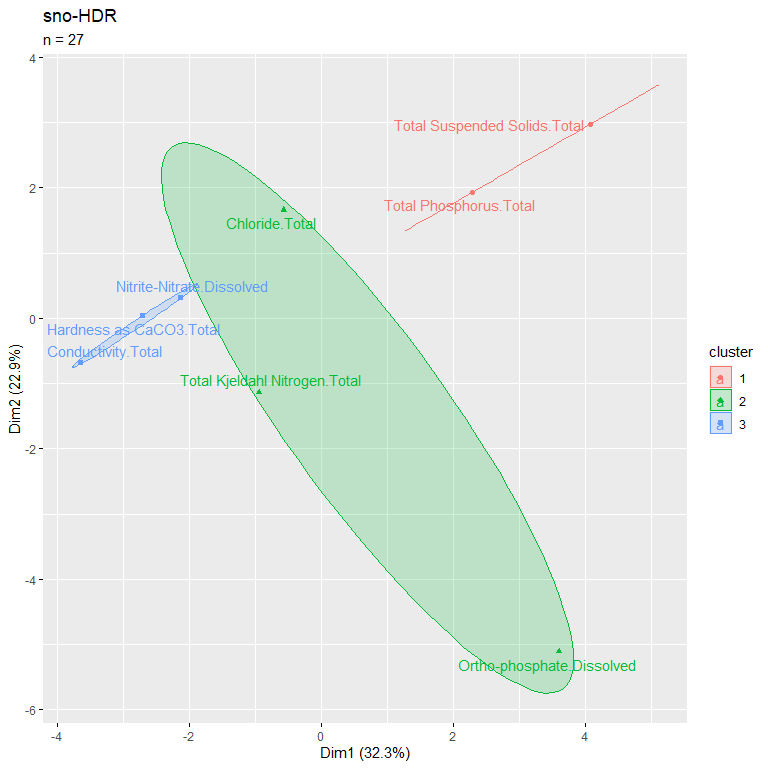 sno-HDR
n = 27
4
Total Suspended Solids.Total
2
Total Phosphorus.Total
Chloride.Total
Nitrite-Nitrate.Dissolved
0
Hardness as CaCO3.Total
Conductivity.Total
Total Kjeldahl Nitrogen.Total
-2
-4
Ortho-phosphate.Dissolved
-6
-4 -2 0 2 4
Dim1 (32.3%)
Dim2 (22.9%)
cluster
a 1
a 2
a 3